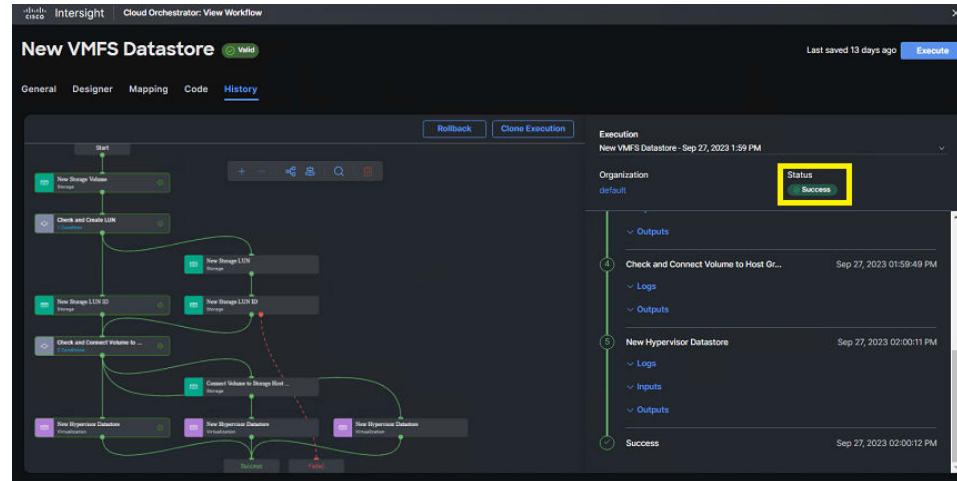 cisco Intersight Cloud Orchestrator: View Workflow
New VMFS Datastore Valid
Last saved 13 days ago Execute
General Designer Mapping Code History
Rollback Clone Execution
Start
New Storage Volume
Storage
Check and Create LUN
1 Condition
New Storage LUN
Storage
New Storage LUN ID
Storage
New Storage LUN ID
Storage
Check and Connect Volume to ...
2 Conditions
Connect Volume to Storage Host ...
Storage
New Hypervisor Datastore
Virtualization
New Hypervisor Datastore
Virtualization
New Hypervisor Datastore
Virtualization
Success Failed
Execution
New VMFS Datastore - Sep 27, 2023 1:59 PM
Organization
default
Status
Success
Outputs
4 Check and Connect Volume to Host Gr... Sep 27, 2023 01:59:49 PM
Logs
Outputs
5 New Hypervisor Datastore Sep 27, 2023 02:00:11 PM
Logs
Inputs
Outputs
Success Sep 27, 2023 02:00:12 PM